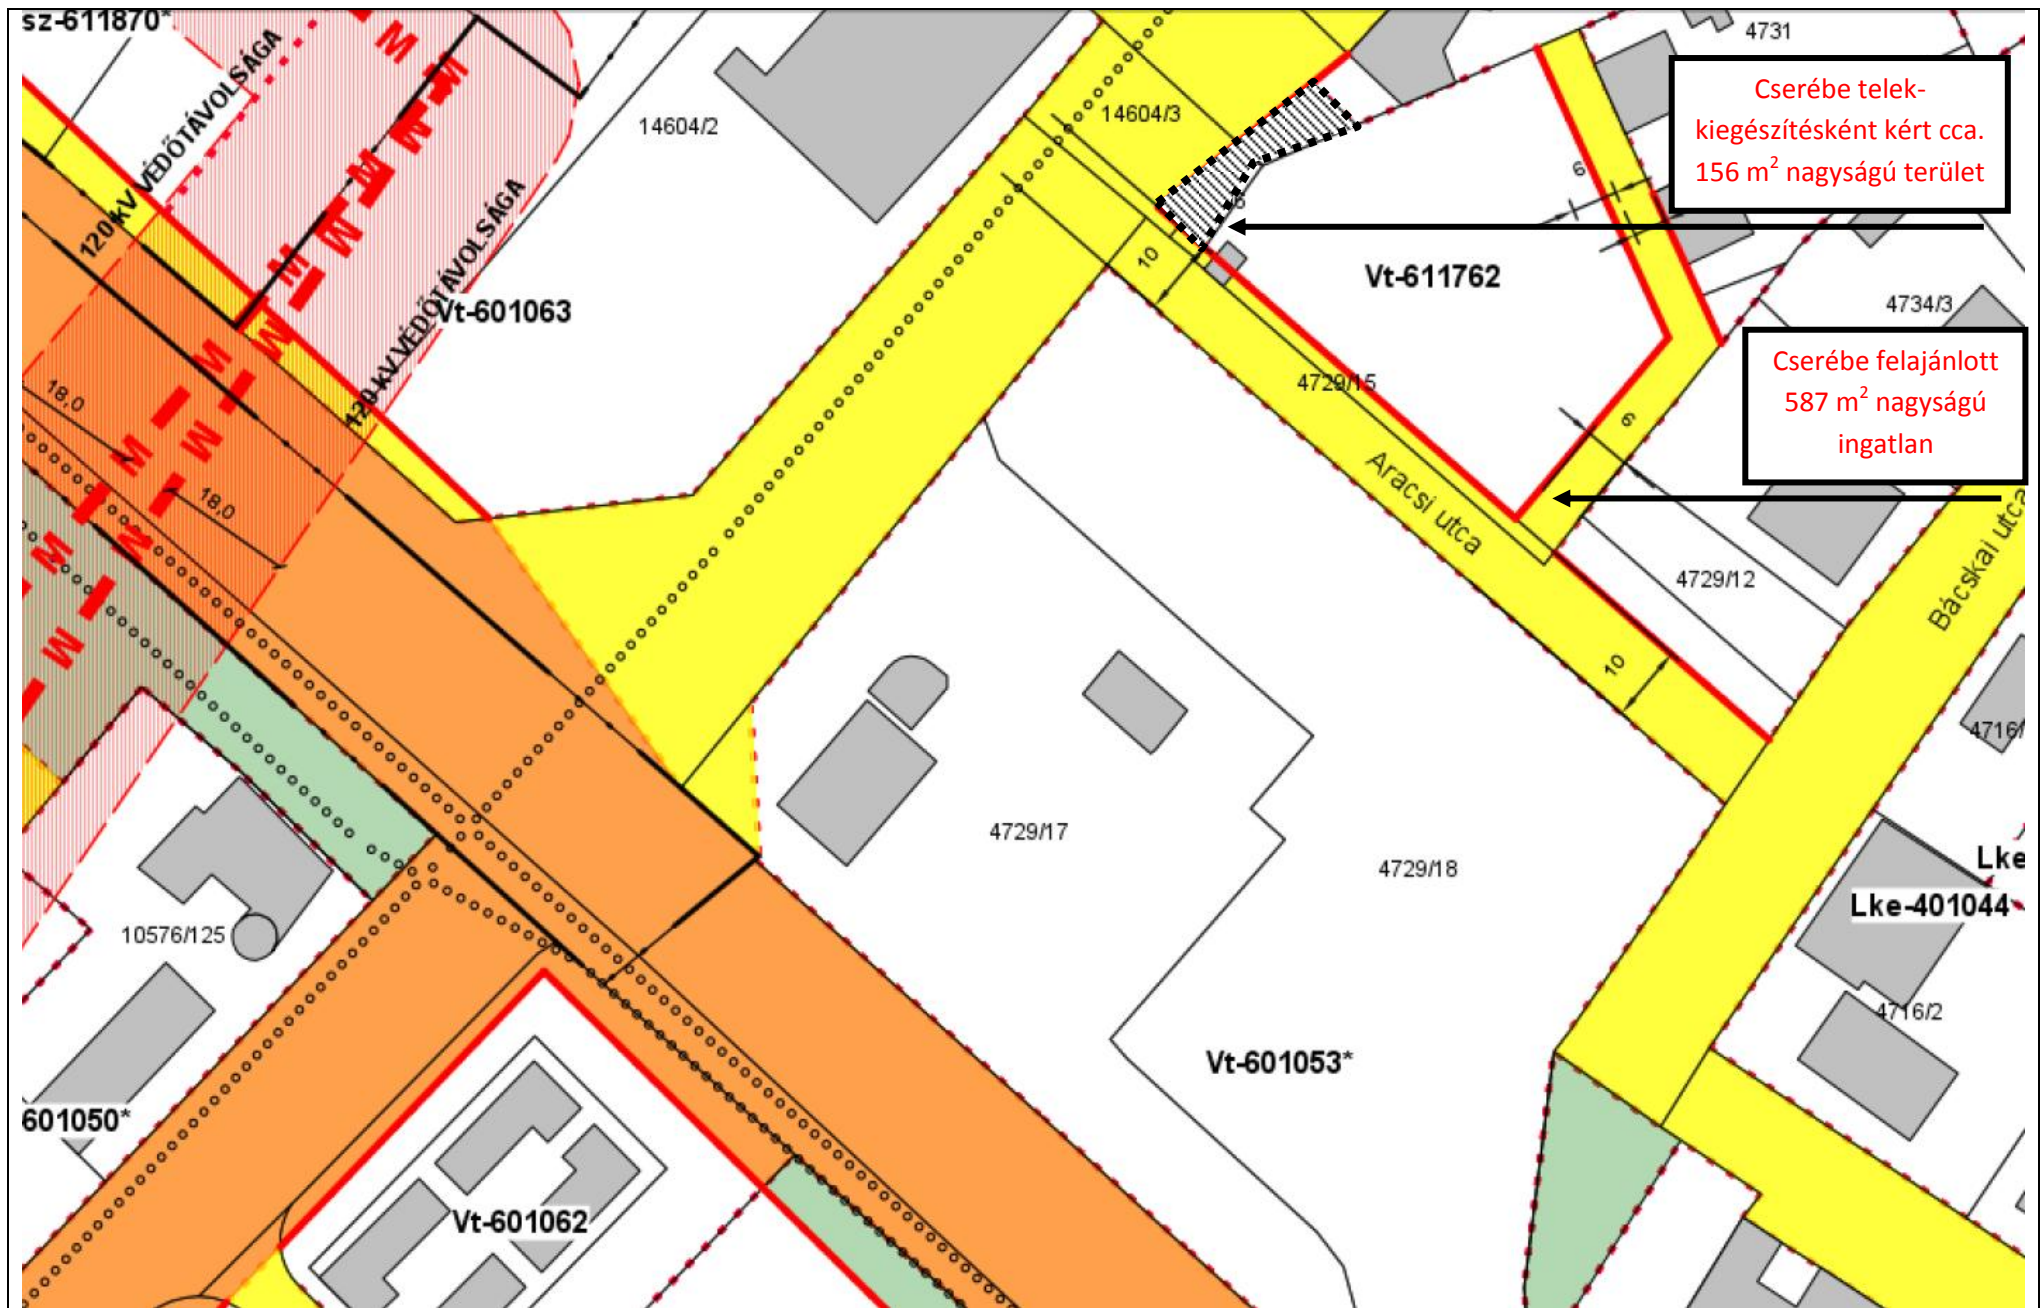 sz-611870*
120 kV VÉDŐTÁVOLSÁGA
120 kV VÉDŐTÁVOLSÁGA
14604/2
14604/3
4731
Cserébe telek-
kiegészítésként kért cca.
156 m² nagyságú terület
6
10
Vt-611762
4734/3
Vt-601063
4729/15
Cserébe felajánlott
587 m² nagyságú
ingatlan
6
18,0
18,0
M
M
M
M
M
M
M
M
M
M
M
M
M
M
Aracsi utca
4729/12
Bácskai utca
10
4716/
4729/17
4729/18
Lke
Lke-401044
10576/125
4716/2
Vt-601053*
601050*
Vt-601062